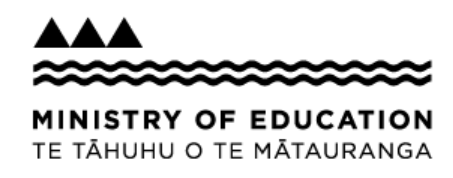 MINISTRY OF EDUCATION
TE TĀHUHU O TE MĀTAURANGA